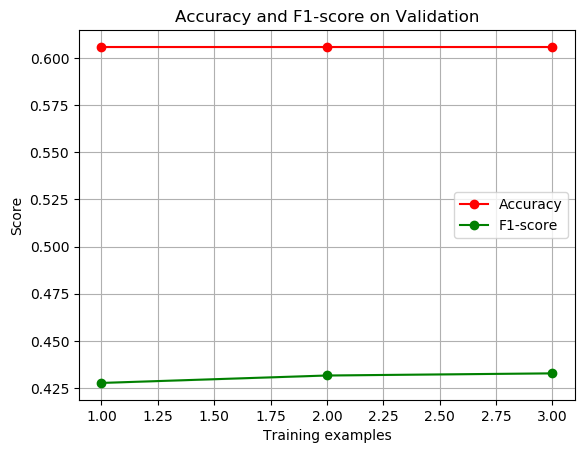 Accuracy and F1-score on Validation
0.600
0.575
0.550
0.525
0.500
0.475
0.450
0.425
Score
Accuracy
F1-score
1.00 1.25 1.50 1.75 2.00 2.25 2.50 2.75 3.00
Training examples